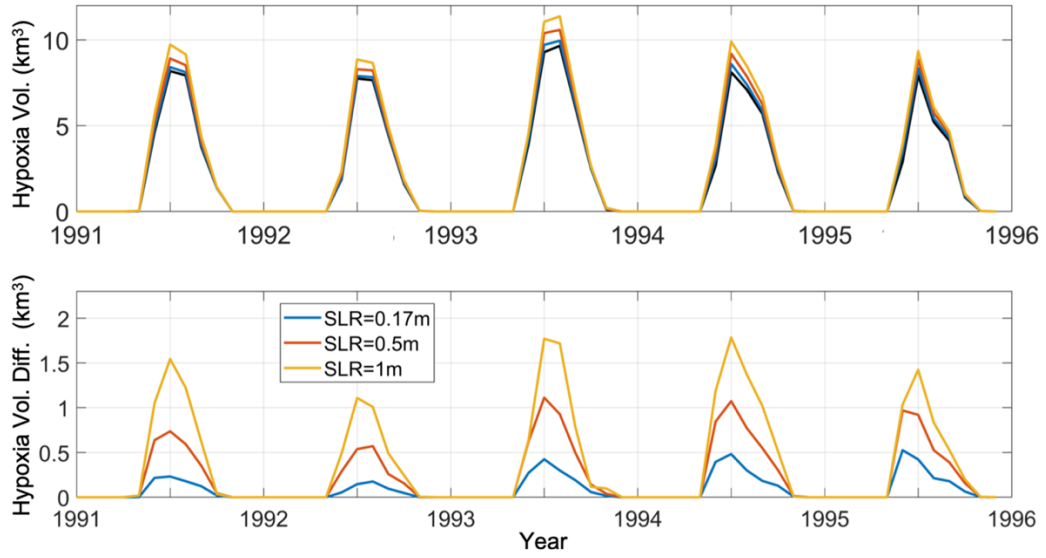 Hypoxia Vol. (km³)
10
5
0
1991 1992 1993 1994 1995 1996
Hypoxia Vol. Diff. (km³)
2
1.5
1
0.5
0
SLR=0.17m
SLR=0.5m
SLR=1m
1991 1992 1993 1994 1995 1996
Year